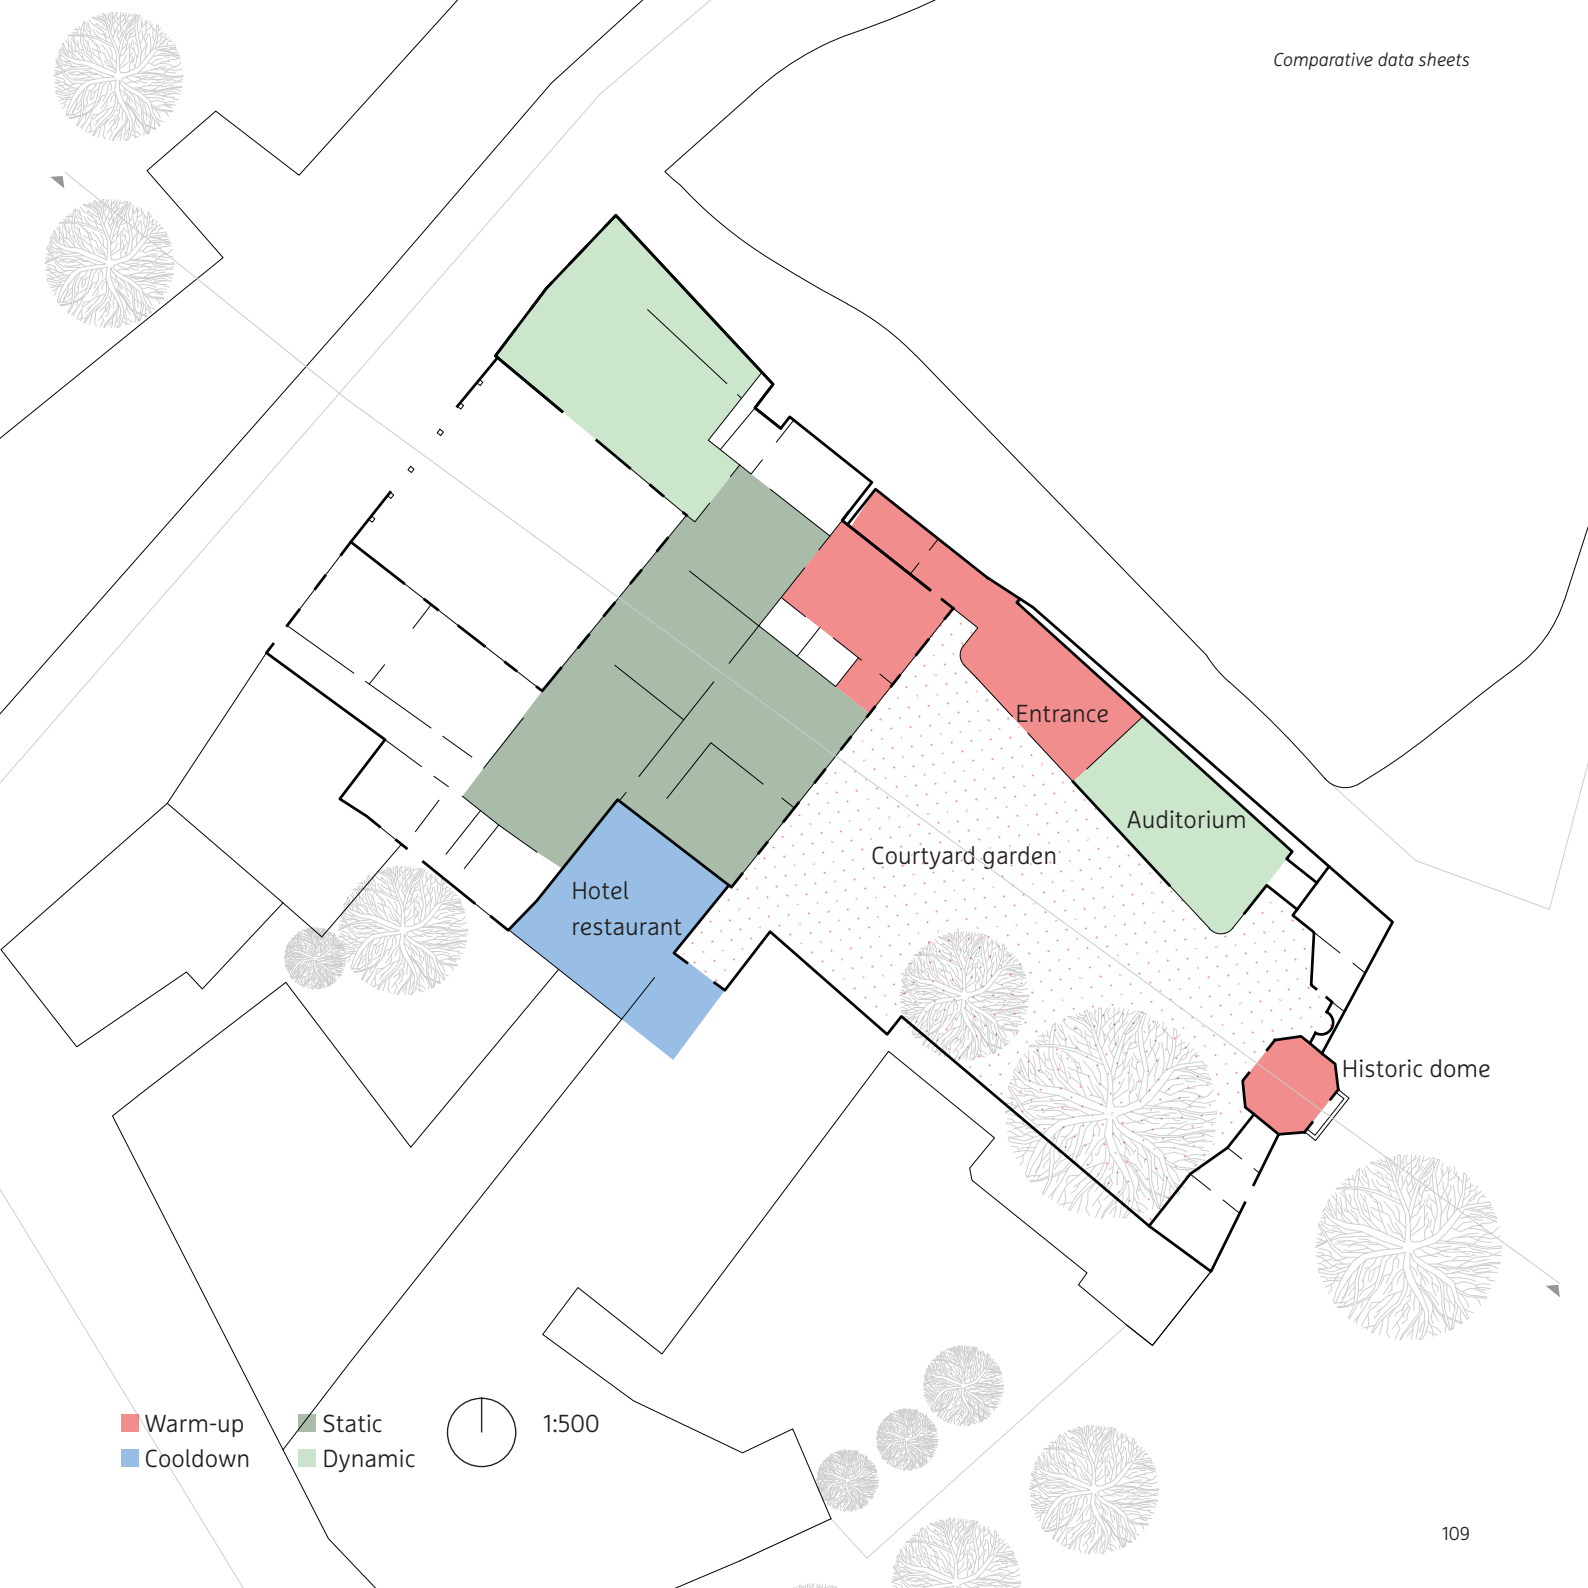 Comparative data sheets
Entrance
Auditorium
Courtyard garden
Hotel
restaurant
Historic dome
Warm-up
Static
1:500
Cooldown
Dynamic
109